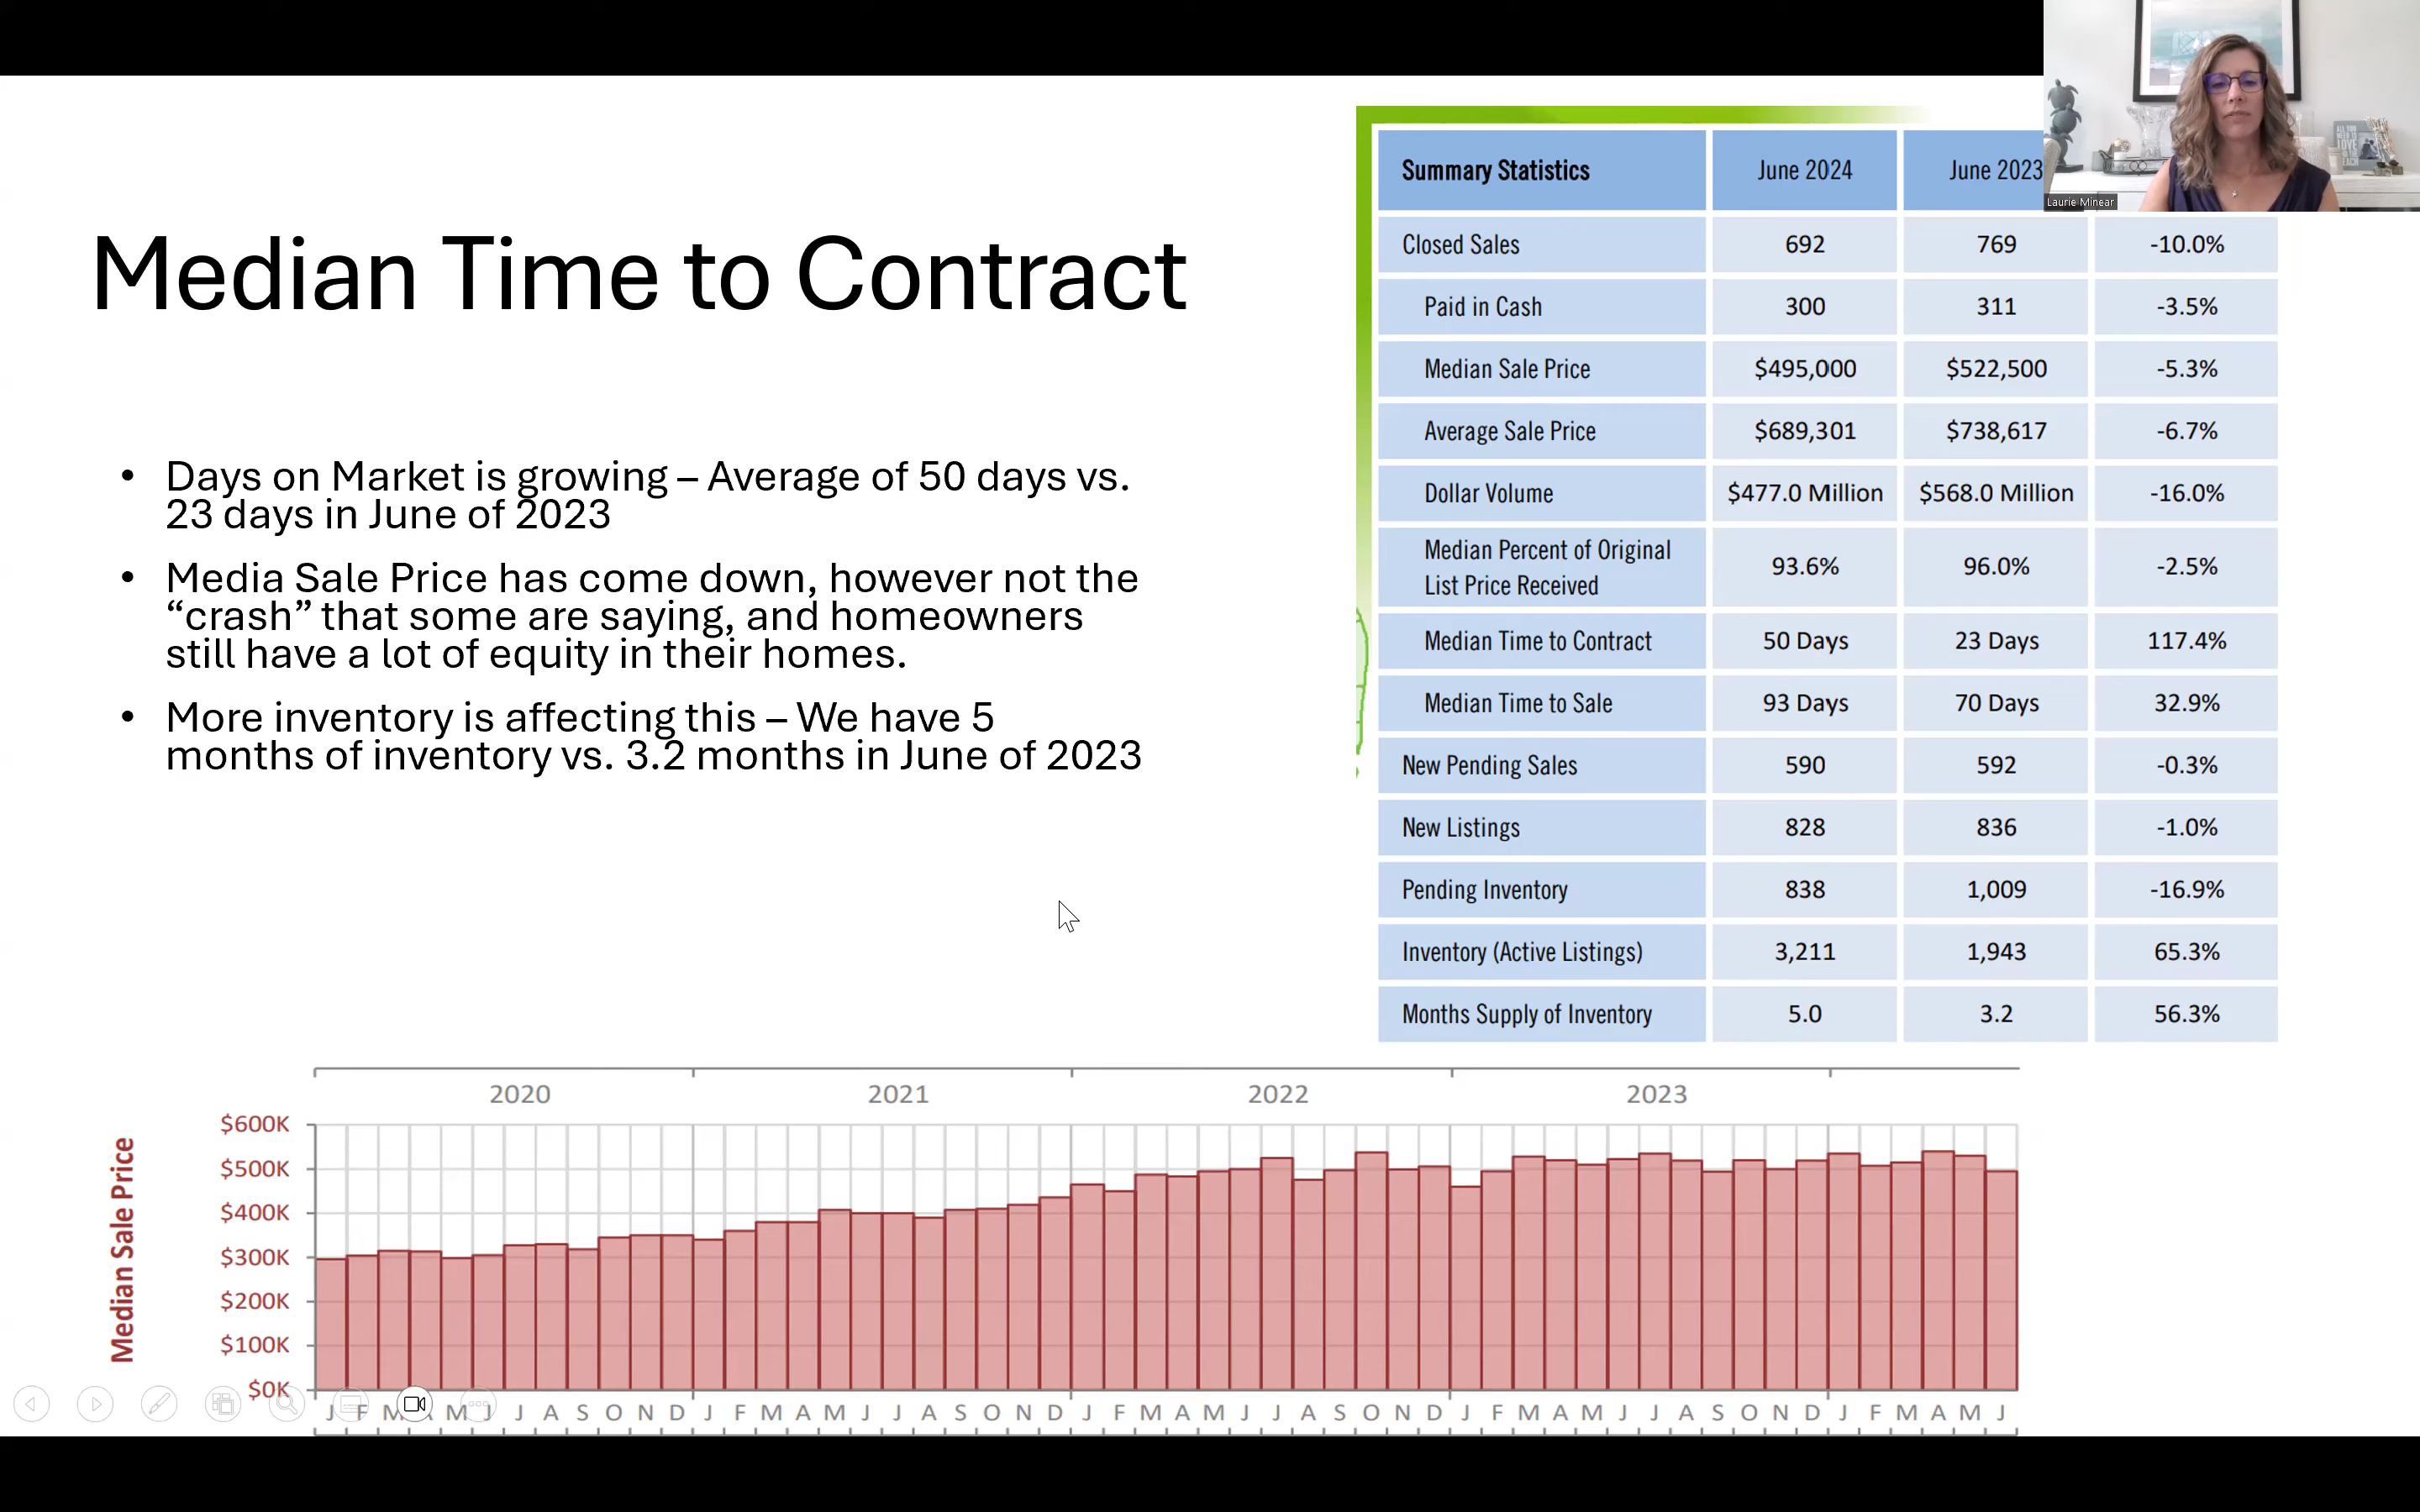 Median Time to Contract
• Days on Market is growing – Average of 50 days vs.
23 days in June of 2023
• Media Sale Price has come down, however not the
“crash” that some are saying, and homeowners
still have a lot of equity in their homes.
• More inventory is affecting this – We have 5
months of inventory vs. 3.2 months in June of 2023
Laurie Minear
Summary Statistics June 2024 June 2023
Closed Sales 692 769 -10.0%
Paid in Cash 300 311 -3.5%
Median Sale Price $495,000 $522,500 -5.3%
Average Sale Price $689,301 $738,617 -6.7%
Dollar Volume $477.0 Million $568.0 Million -16.0%
Median Percent of Original
List Price Received 93.6% 96.0% -2.5%
Median Time to Contract 50 Days 23 Days 117.4%
Median Time to Sale 93 Days 70 Days 32.9%
New Pending Sales 590 592 -0.3%
New Listings 828 836 -1.0%
Pending Inventory 838 1,009 -16.9%
Inventory (Active Listings) 3,211 1,943 65.3%
Months Supply of Inventory 5.0 3.2 56.3%
2020 2021 2022 2023
Median Sale Price
$600K
$500K
$400K
$300K
$200K
$100K
$0K
J F M A M J J A S O N D J F M A M J J A S O N D J F M A M J J A S O N D J F M A M J J A S O N D J F M A M J